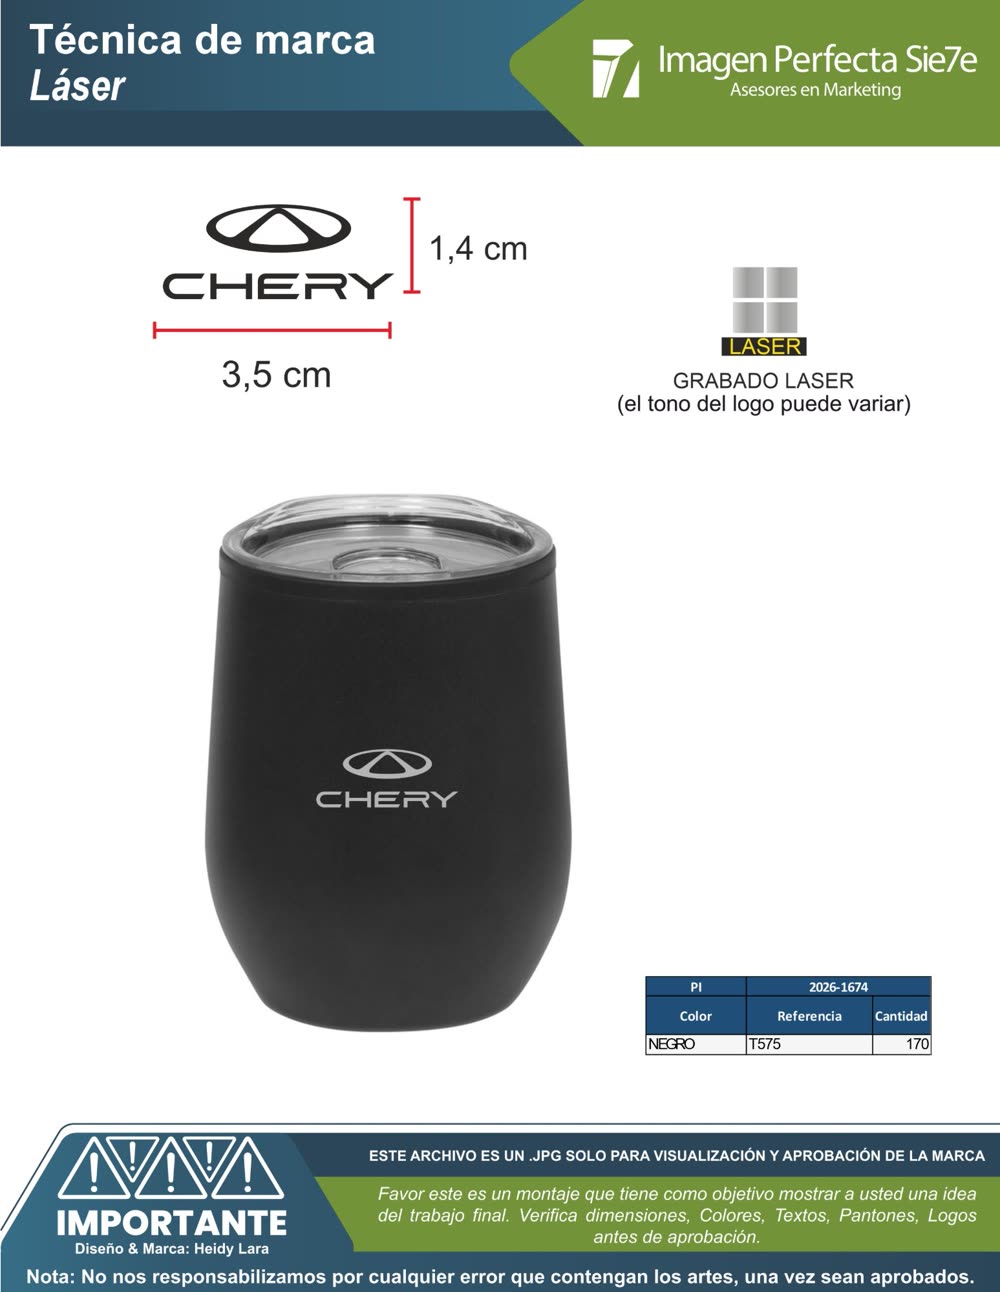 Técnica de marca
Láser
Imagen Perfecta Sie7e
Asesores en Marketing
CHERY
1,4 cm
3,5 cm
LASER
GRABADO LASER
(el tono del logo puede variar)
CHERY
PI 2026-1674
Color Referencia Cantidad
NEGRO T575 170
IMPORTANTE
Diseño & Marca: Heidy Lara
ESTE ARCHIVO ES UN .JPG SOLO PARA VISUALIZACIÓN Y APROBACIÓN DE LA MARCA
Favor este es un montaje que tiene como objetivo mostrar a usted una idea
del trabajo final. Verifica dimensiones, Colores, Textos, Pantones, Logos
antes de aprobación.
Nota: No nos responsabilizamos por cualquier error que contengan los artes, una vez sean aprobados.